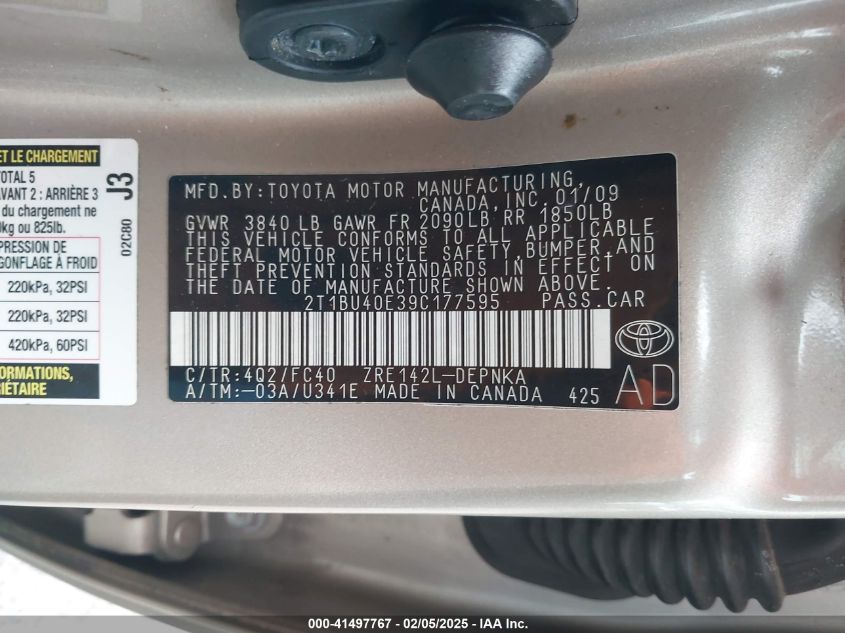 ET LE CHARGEMENT
TOTAL 5
AVANT 2 : ARRIÈRE 3
du chargement ne
kg ou 825lb.
PRESSION DE
GONFLAGE À FROID
220kPa, 32PSI
220kPa, 32PSI
420kPa, 60PSI
FORMATION
J3
02C80
MFD. BY: TOYOTA MOTOR MANUFACTURING,
CANADA, INC. 01/09
GVWR 3840 LB GAWR FR 2090LB, RR 1850LB
THIS VEHICLE CONFORMS TO ALL APPLICABLE
FEDERAL MOTOR VEHICLE SAFETY, BUMPER, AND
THEFT PREVENTION STANDARDS IN EFFECT ON
THE DATE OF MANUFACTURE SHOWN ABOVE.
2T1BU40E39C177595 PASS. CAR
C/TR: 4Q2/FC40 ZRE142L-DEPNKA
A/TM: -03A/U341E MADE IN CANADA 425
AD
000-41497767 - 02/05/2025 - IAA Inc.